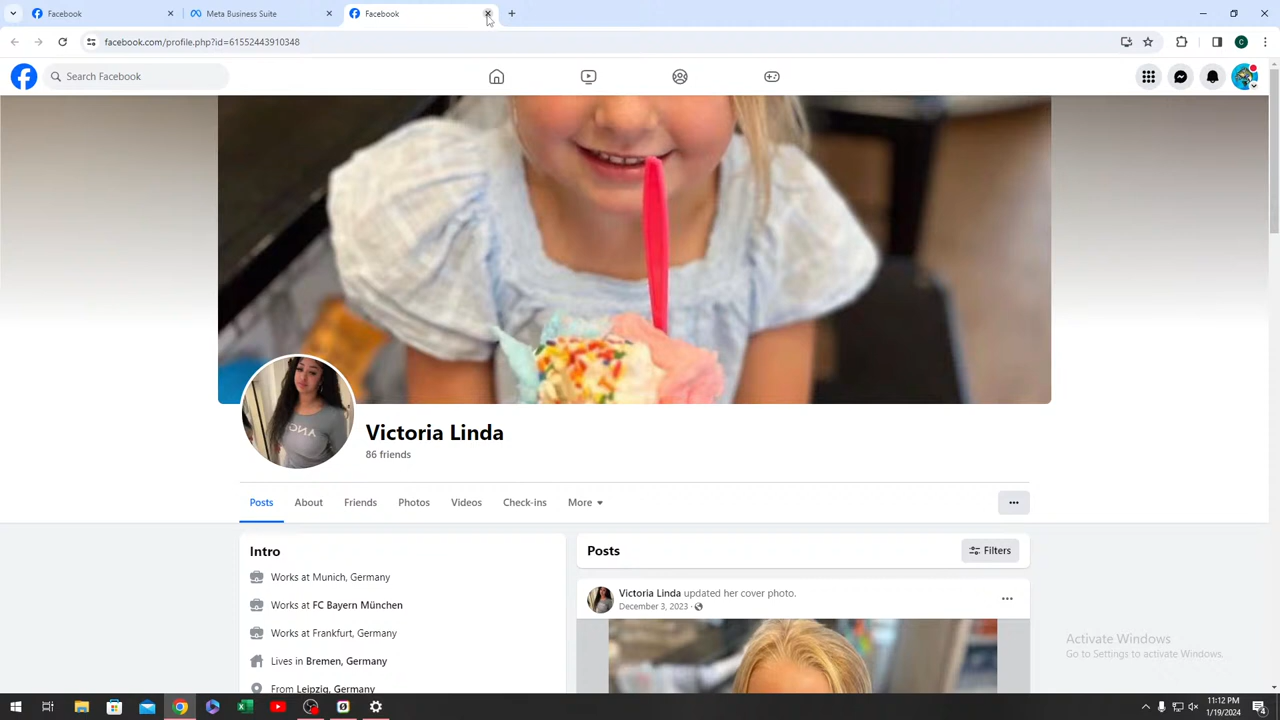 Facebook
Meta Business Suite
Facebook
facebook.com/profile.php?id=61552443910348
C
Search Facebook
Victoria Linda
86 friends
Posts
About
Friends
Photos
Videos
Check-ins
More
Intro
Works at Munich, Germany
Works at FC Bayern München
Works at Frankfurt, Germany
Lives in Bremen, Germany
From Leipzig, Germany
Posts
Filters
Victoria Linda updated her cover photo.
December 3, 2023 ·
Activate Windows
Go to Settings to activate Windows.
11:12 PM
1/19/2024
4